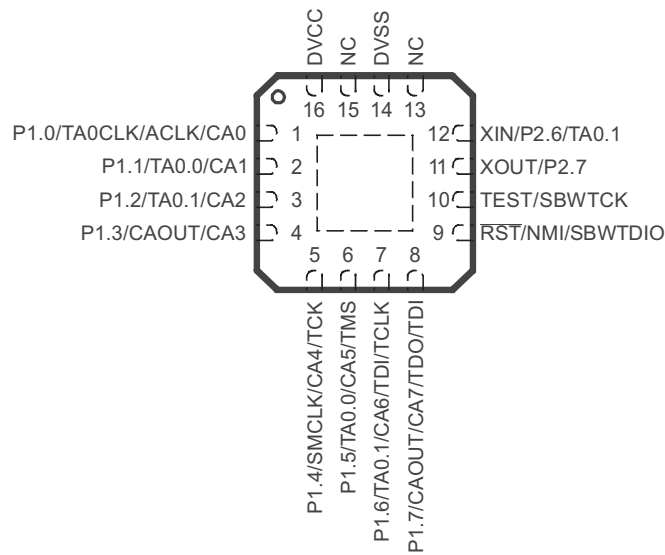 DVCC
NC
DVSS
NC
16
15
14
13
P1.0/TA0CLK/ACLK/CA0
1
12
XIN/P2.6/TA0.1
P1.1/TA0.0/CA1
2
11
XOUT/P2.7
P1.2/TA0.1/CA2
3
10
TEST/SBWTCK
P1.3/CAOUT/CA3
4
9
RST/NMI/SBWTDIO
5
6
7
8
P1.4/SMCLK/CA4/TCK
P1.5/TA0.0/CA5/TMS
P1.6/TA0.1/CA6/TDI/TCLK
P1.7/CAOUT/CA7/TDO/TDI